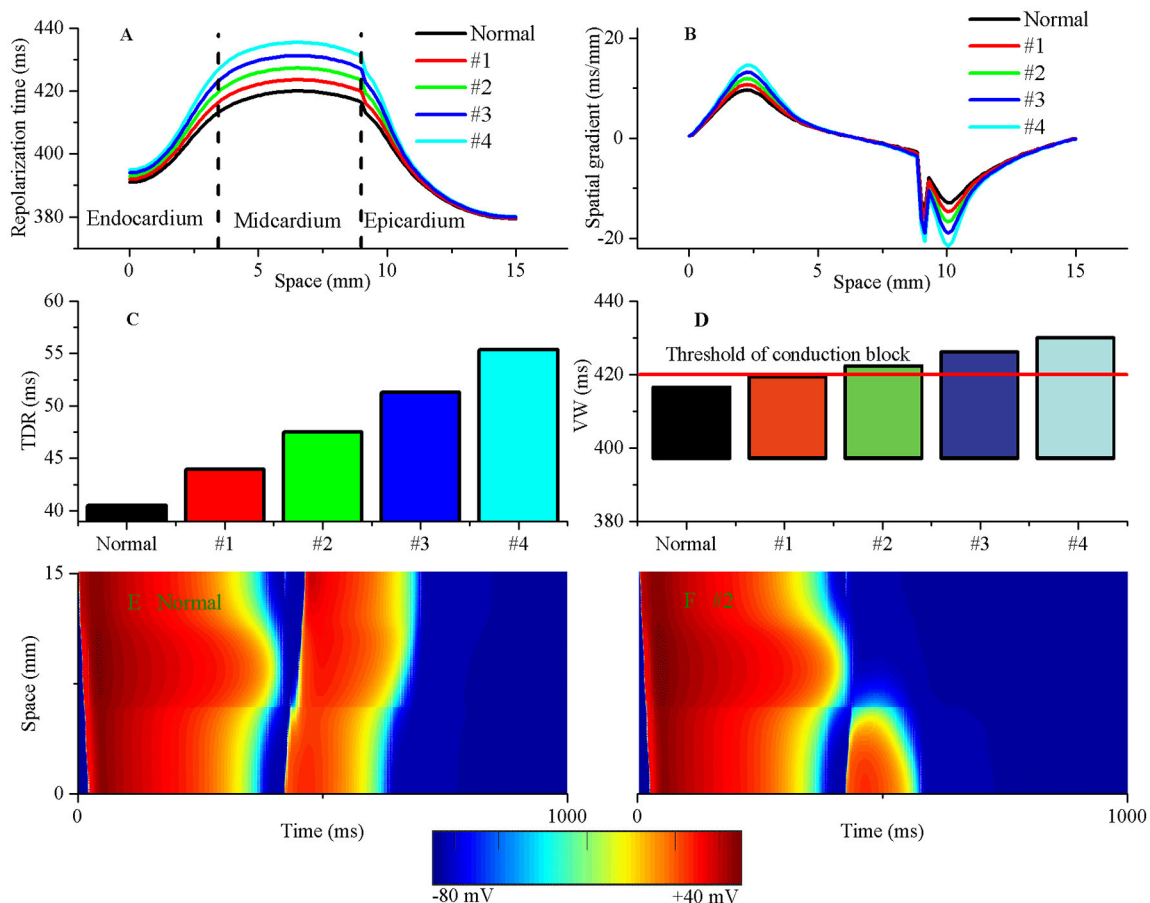 A
Normal
#1
#2
#3
#4
Repolarization time (ms)
440
420
400
380
Endocardium
Midcardium
Epicardium
0
5
10
15
Space (mm)
B
Normal
#1
#2
#3
#4
Spatial gradient (ms/mm)
20
0
-20
0
5
10
15
Space (mm)
C
TDR (ms)
60
55
50
45
40
Normal
#1
#2
#3
#4
D
Threshold of conduction block
VW (ms)
440
420
400
380
Normal
#1
#2
#3
#4
E Normal
Space (mm)
15
0
0
1000
Time (ms)
F #2
0
1000
Time (ms)
-80 mV
+40 mV